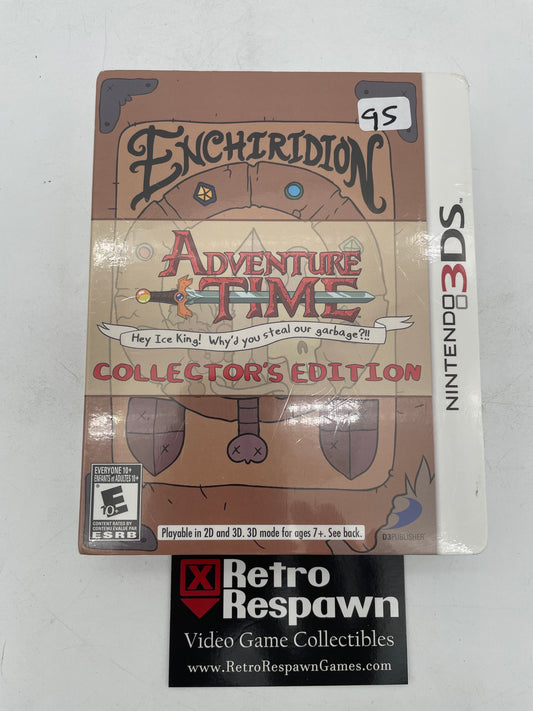 95
ENCHIRIDION
ADVENTURE
TIME
Hey Ice King! Why'd you steal our garbage?!!
COLLECTOR'S EDITION
NINTENDO 3DS™
EVERYONE 10+
ENFANTS et ADULTES 10+
E
10+
CONTENT RATED BY
CONTENU ÉVALUÉ PAR
ESRB
Playable in 2D and 3D. 3D mode for ages 7+. See back.
D3PUBLISHER
Retro
Respawn
Video Game Collectibles
www.RetroRespawnGames.com